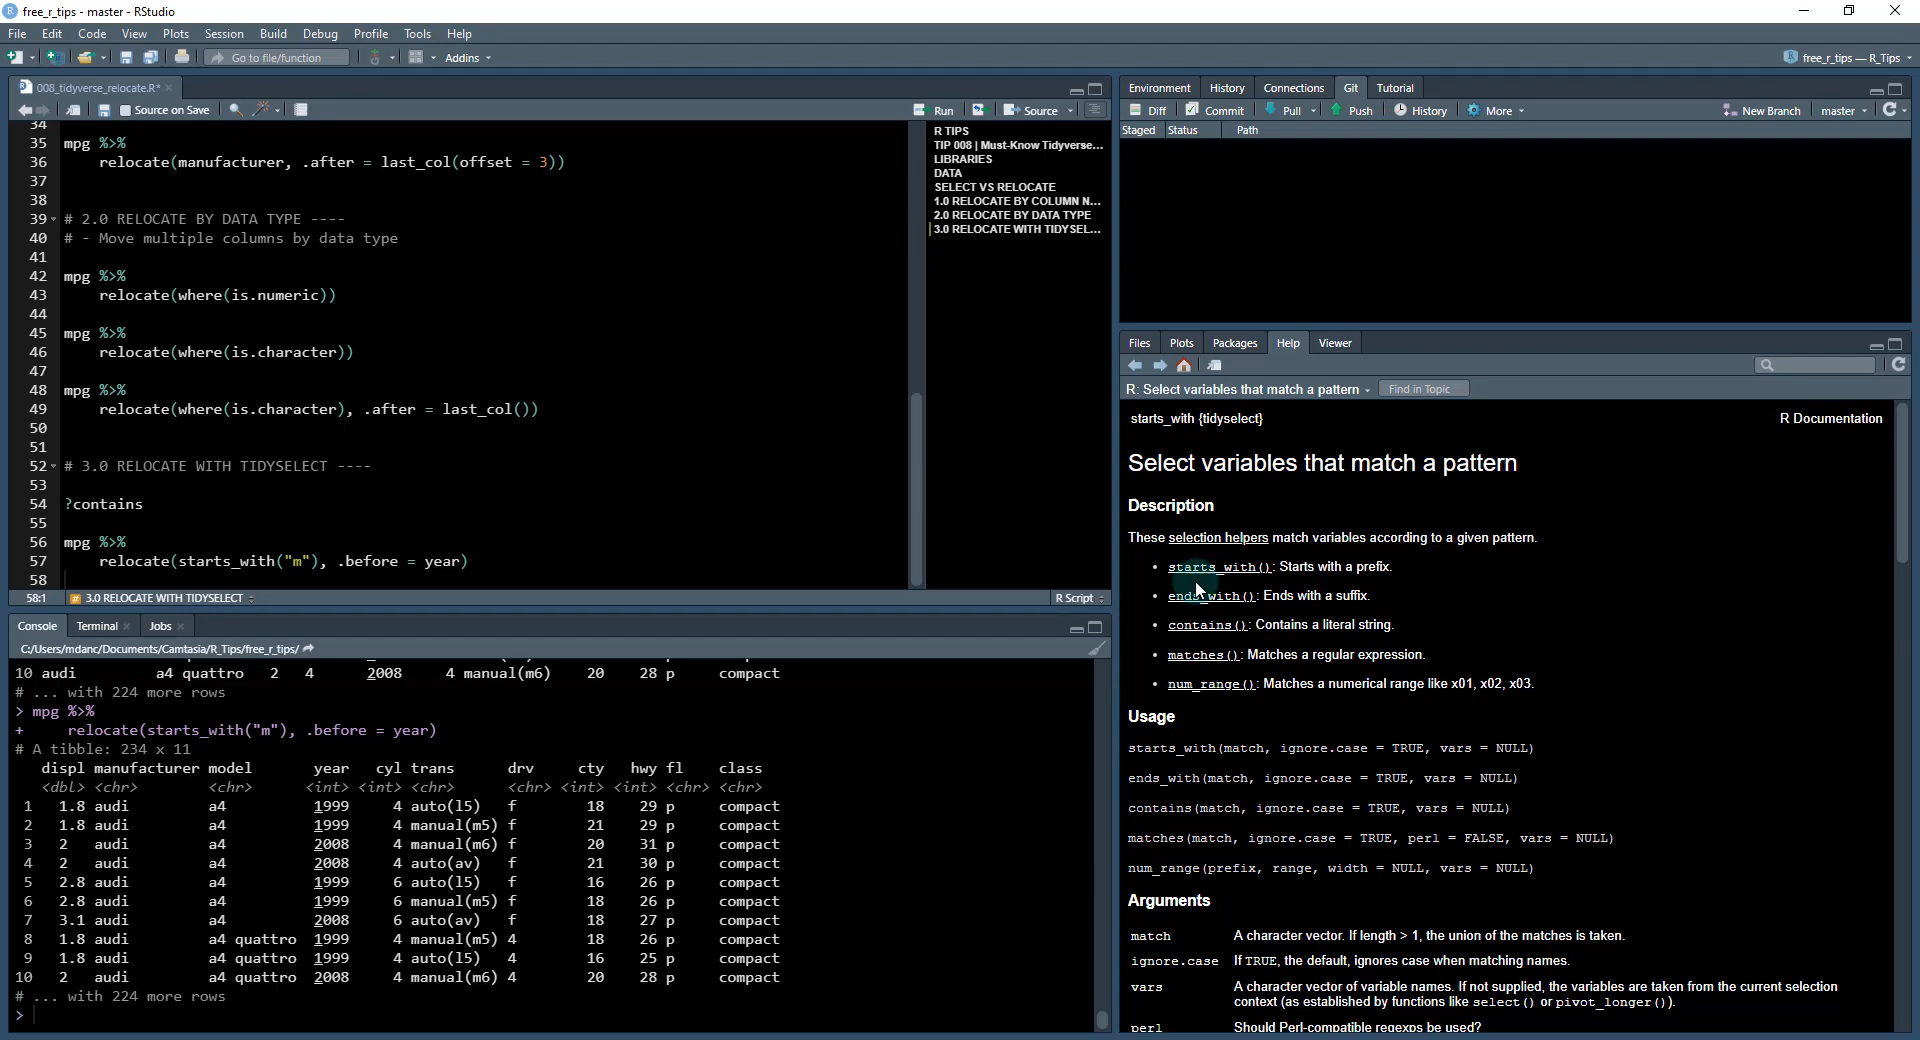 free_r_tips - master - RStudio
File Edit Code View Plots Session Build Debug Profile Tools Help
Go to file/function Addins free_r_tips — R_Tips
008_tidyverse_relocate.R*
Source on Save Run Source
34
35 mpg %>%
36 relocate(manufacturer, .after = last_col(offset = 3))
37
38
39 # 2.0 RELOCATE BY DATA TYPE ----
40 # - Move multiple columns by data type
41
42 mpg %>%
43 relocate(where(is.numeric))
44
45 mpg %>%
46 relocate(where(is.character))
47
48 mpg %>%
49 relocate(where(is.character), .after = last_col())
50
51
52 # 3.0 RELOCATE WITH TIDYSELECT ----
53
54 ?contains
55
56 mpg %>%
57 relocate(starts_with("m"), .before = year)
58
58:1 # 3.0 RELOCATE WITH TIDYSELECT R Script
R TIPS
TIP 008 | Must-Know Tidyverse...
LIBRARIES
DATA
SELECT VS RELOCATE
1.0 RELOCATE BY COLUMN N...
2.0 RELOCATE BY DATA TYPE
3.0 RELOCATE WITH TIDYSEL...
Console Terminal Jobs
C:/Users/mdanc/Documents/Camtasia/R_Tips/free_r_tips/
10 audi a4 quattro 2 4 2008 4 manual(m6) 20 28 p compact
# ... with 224 more rows
> mpg %>%
+ relocate(starts_with("m"), .before = year)
# A tibble: 234 x 11
displ manufacturer model year cyl trans drv cty hwy fl class
<dbl> <chr> <chr> <int> <int> <chr> <chr> <int> <int> <chr> <chr>
1 1.8 audi a4 1999 4 auto(l5) f 18 29 p compact
2 1.8 audi a4 1999 4 manual(m5) f 21 29 p compact
3 2 audi a4 2008 4 manual(m6) f 20 31 p compact
4 2 audi a4 2008 4 auto(av) f 21 30 p compact
5 2.8 audi a4 1999 6 auto(l5) f 16 26 p compact
6 2.8 audi a4 1999 6 manual(m5) f 18 26 p compact
7 3.1 audi a4 2008 6 auto(av) f 18 27 p compact
8 1.8 audi a4 quattro 1999 4 manual(m5) 4 18 26 p compact
9 1.8 audi a4 quattro 1999 4 auto(l5) 4 16 25 p compact
10 2 audi a4 quattro 2008 4 manual(m6) 4 20 28 p compact
# ... with 224 more rows
>
Environment History Connections Git Tutorial
Diff Commit Pull Push History More New Branch master
Staged Status Path
Files Plots Packages Help Viewer
R: Select variables that match a pattern Find in Topic
starts_with {tidyselect} R Documentation
Select variables that match a pattern
Description
These selection helpers match variables according to a given pattern.
• starts_with(): Starts with a prefix.
• ends_with(): Ends with a suffix.
• contains(): Contains a literal string.
• matches(): Matches a regular expression.
• num_range(): Matches a numerical range like x01, x02, x03.
Usage
starts_with(match, ignore.case = TRUE, vars = NULL)
ends_with(match, ignore.case = TRUE, vars = NULL)
contains(match, ignore.case = TRUE, vars = NULL)
matches(match, ignore.case = TRUE, perl = FALSE, vars = NULL)
num_range(prefix, range, width = NULL, vars = NULL)
Arguments
match A character vector. If length > 1, the union of the matches is taken.
ignore.case If TRUE, the default, ignores case when matching names.
vars A character vector of variable names. If not supplied, the variables are taken from the current selection
context (as established by functions like select() or pivot_longer()).
perl Should Perl-compatible regexps be used?